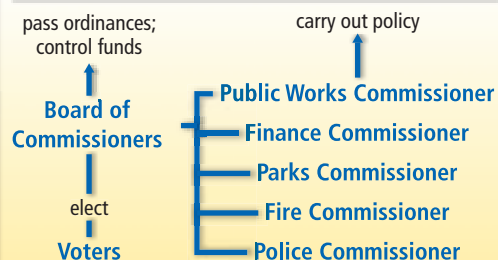 pass ordinances;
control funds
carry out policy
Board of
Commissioners
Public Works Commissioner
Finance Commissioner
Parks Commissioner
Fire Commissioner
Police Commissioner
elect
Voters